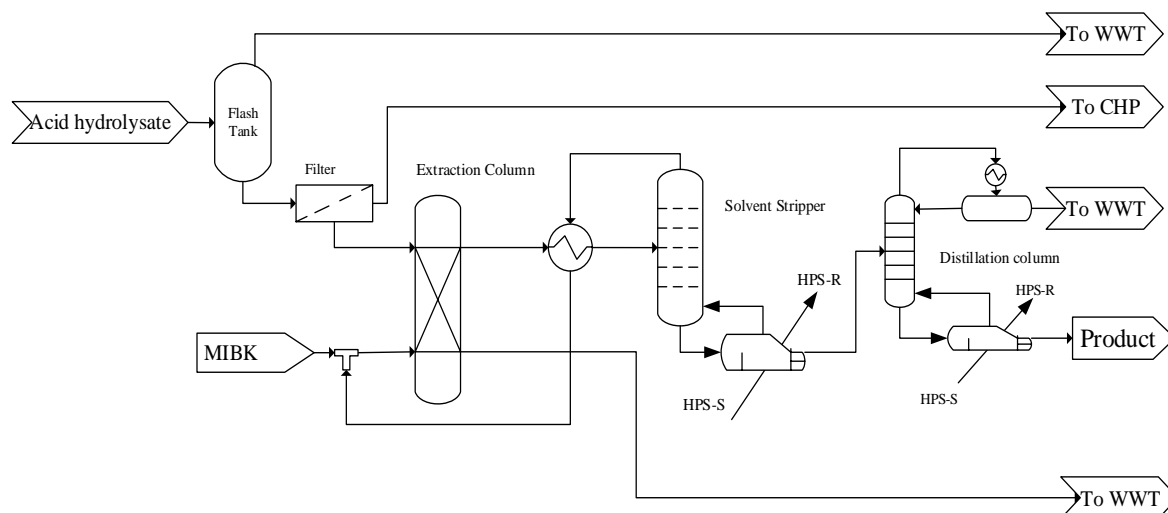 To WWT
Acid hydrolysate
Flash
Tank
To CHP
Filter
Extraction Column
Solvent Stripper
To WWT
Distillation column
HPS-R
HPS-R
MIBK
Product
HPS-S
HPS-S
To WWT